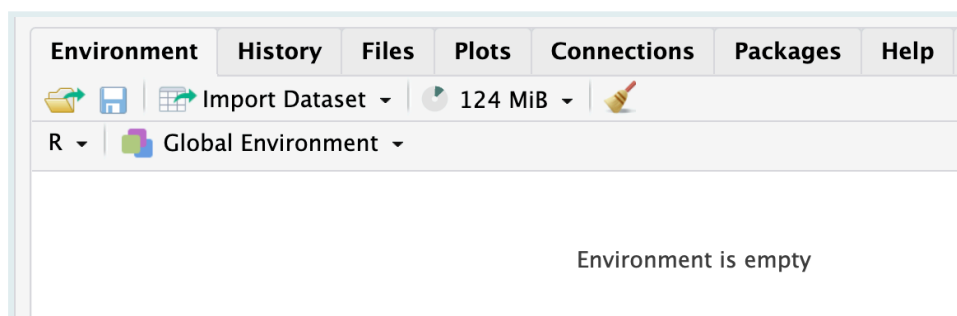 Environment History Files Plots Connections Packages Help
Import Dataset 124 MiB
R Global Environment
Environment is empty